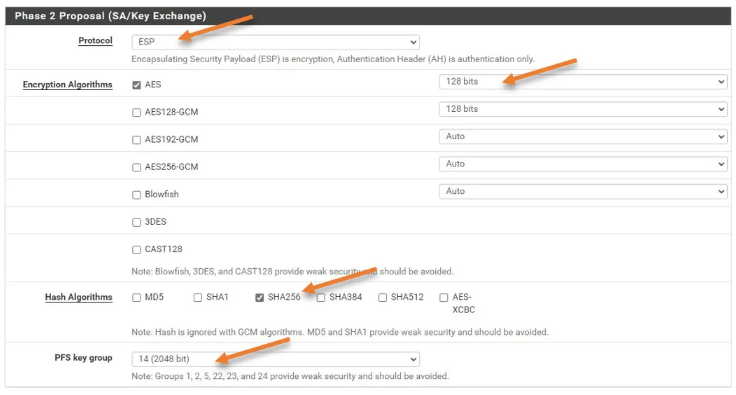 Phase 2 Proposal (SA/Key Exchange)
Protocol ESP
Encapsulating Security Payload (ESP) is encryption, Authentication Header (AH) is authentication only.
Encryption Algorithms AES 128 bits
AES128-GCM 128 bits
AES192-GCM Auto
AES256-GCM Auto
Blowfish Auto
3DES
CAST128
Note: Blowfish, 3DES, and CAST128 provide weak security and should be avoided.
Hash Algorithms MD5 SHA1 SHA256 SHA384 SHA512 AES-
XCBC
Note: Hash is ignored with GCM algorithms. MD5 and SHA1 provide weak security and should be avoided.
PFS key group 14 (2048 bit)
Note: Groups 1, 2, 5, 22, 23, and 24 provide weak security and should be avoided.